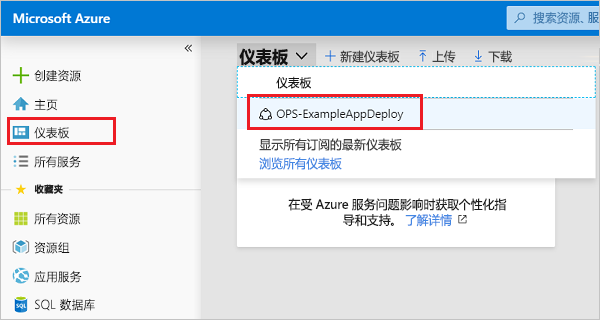 Microsoft Azure
搜索资源、服
«
创建资源
主页
仪表板
所有服务
收藏夹
所有资源
资源组
应用服务
SQL 数据库
仪表板
新建仪表板
上传
下载
仪表板
OPS-ExampleAppDeploy
显示所有订阅的最新仪表板
浏览所有仪表板
在受 Azure 服务问题影响时获取个性化指
导和支持。 了解详情